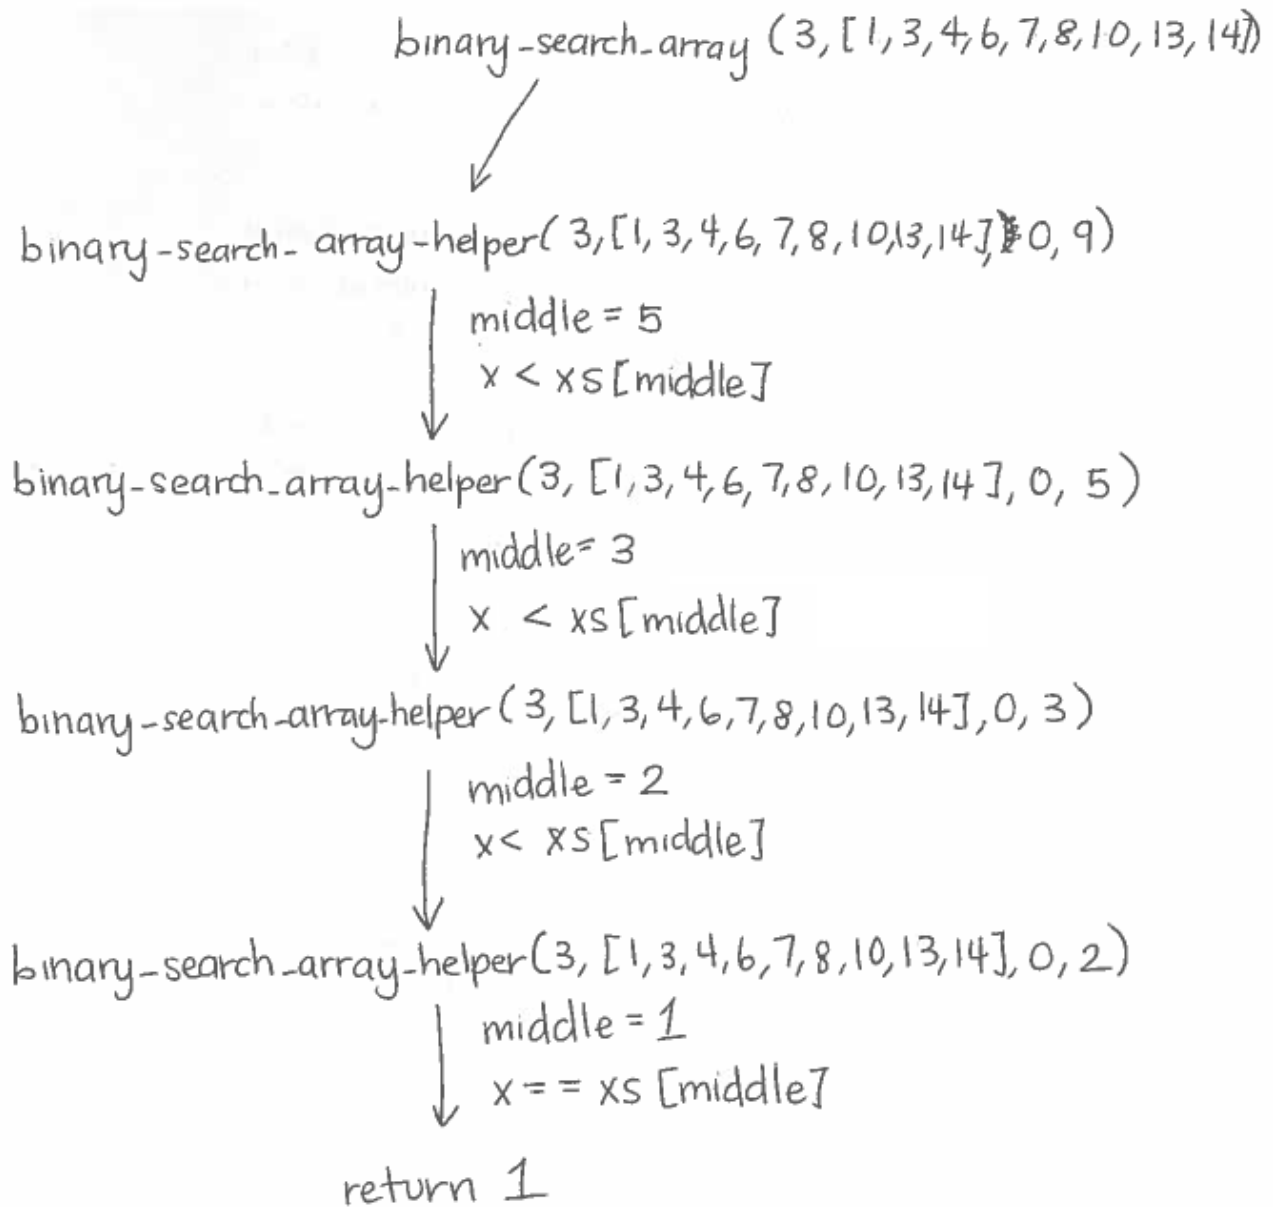 binary-search-array (3, [1, 3, 4, 6, 7, 8, 10, 13, 14])
binary-search-array-helper( 3, [1, 3, 4, 6, 7, 8, 10, 13, 14], 0, 9)
middle = 5
x < xs[middle]
binary-search-array-helper(3, [1, 3, 4, 6, 7, 8, 10, 13, 14], 0, 5)
middle = 3
x < xs[middle]
binary-search-array-helper(3, [1, 3, 4, 6, 7, 8, 10, 13, 14], 0, 3)
middle = 2
x < xs[middle]
binary-search-array-helper(3, [1, 3, 4, 6, 7, 8, 10, 13, 14], 0, 2)
middle = 1
x == xs [middle]
return 1